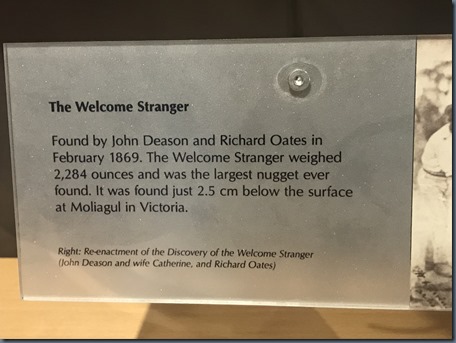 The Welcome Stranger
Found by John Deason and Richard Oates in
February 1869. The Welcome Stranger weighed
2,284 ounces and was the largest nugget ever
found. It was found just 2.5 cm below the surface
at Moliagul in Victoria.
Right: Re-enactment of the Discovery of the Welcome Stranger
(John Deason and wife Catherine, and Richard Oates)